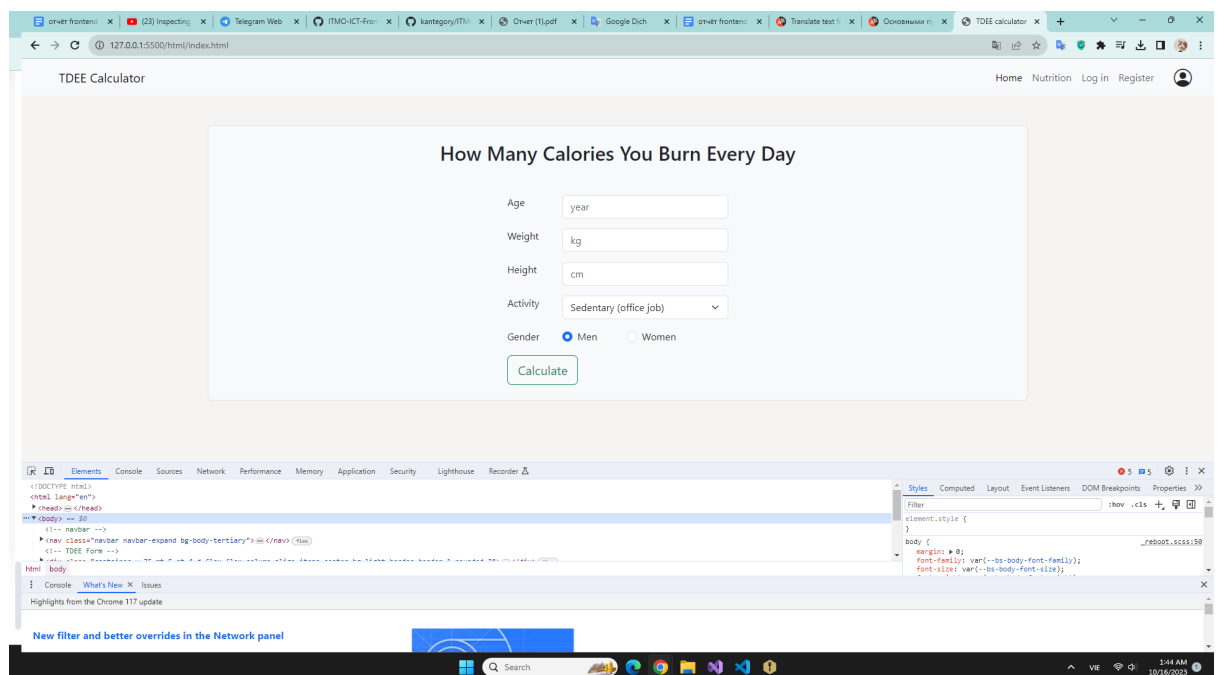 отчёт frontend
(23) Inspecting
Telegram Web
ITMO-ICT-Fron
kantegory/ITM
Отчет (1).pdf
Google Dịch
отчёт frontend
Translate text f
Основными п
TDEE calculator
127.0.0.1:5500/html/index.html
TDEE Calculator
Home Nutrition Log in Register
How Many Calories You Burn Every Day
Age
year
Weight
kg
Height
cm
Activity
Sedentary (office job)
Gender
Men
Women
Calculate
Elements Console Sources Network Performance Memory Application Security Lighthouse Recorder
5 5
<!DOCTYPE html>
<html lang="en">
<head> </head>
<body> == $0
<!-- navbar -->
<nav class="navbar navbar-expand bg-body-tertiary"> </nav> flex
<!-- TDEE Form -->
html body
Styles Computed Layout Event Listeners DOM Breakpoints Properties
Filter
:hov .cls
element.style {
}
body {
_reboot.scss:50
margin: 0;
font-family: var(--bs-body-font-family);
font-size: var(--bs-body-font-size);
Console What's New Issues
Highlights from the Chrome 117 update
New filter and better overrides in the Network panel
Search
VIE
1:44 AM
10/16/2023
1